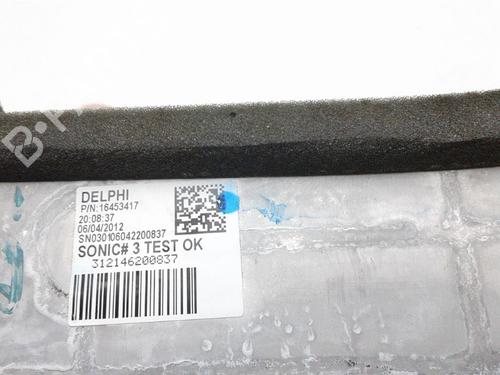 DELPHI
P/N:16453417
20:08:37
06/04/2012
SN030106042200837
SONIC# 3 TEST OK
312146200837